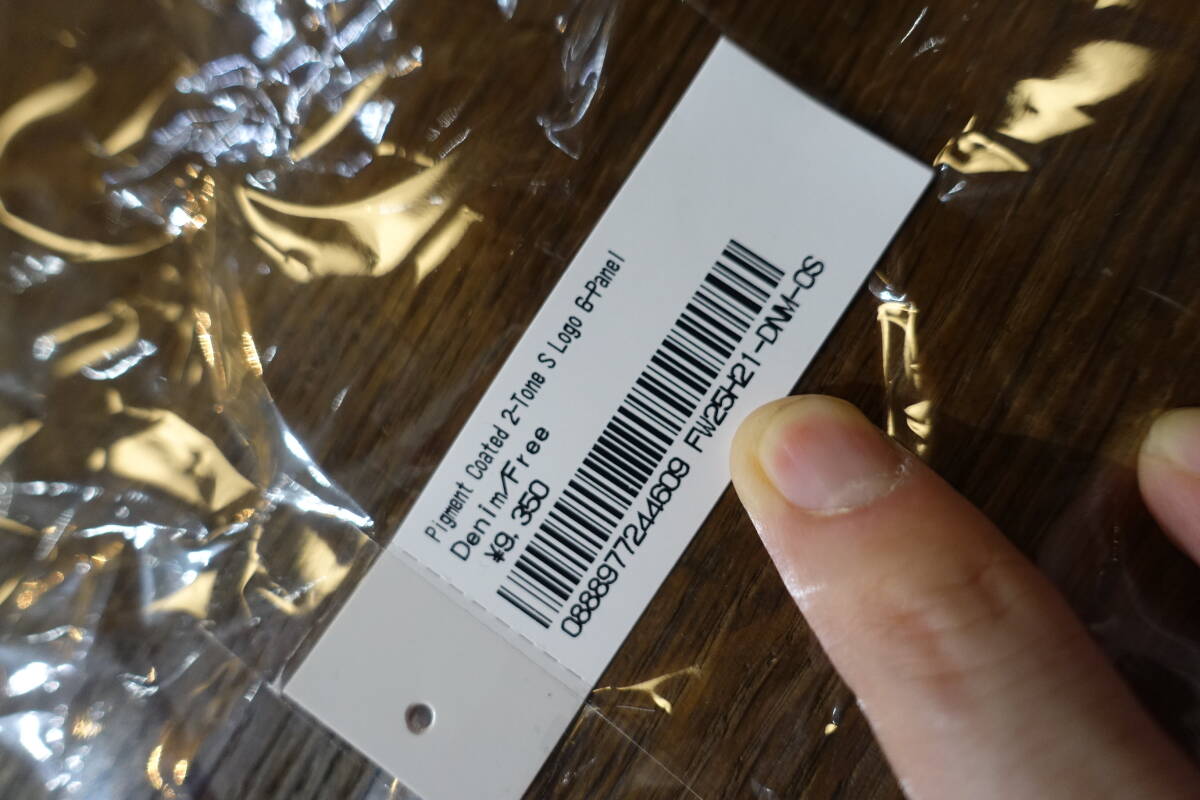 Pigment Coated 2-Tone S Logo 6-Panel
Denim/Free
¥9,350
0888977244609 FW25H21-DNM-OS